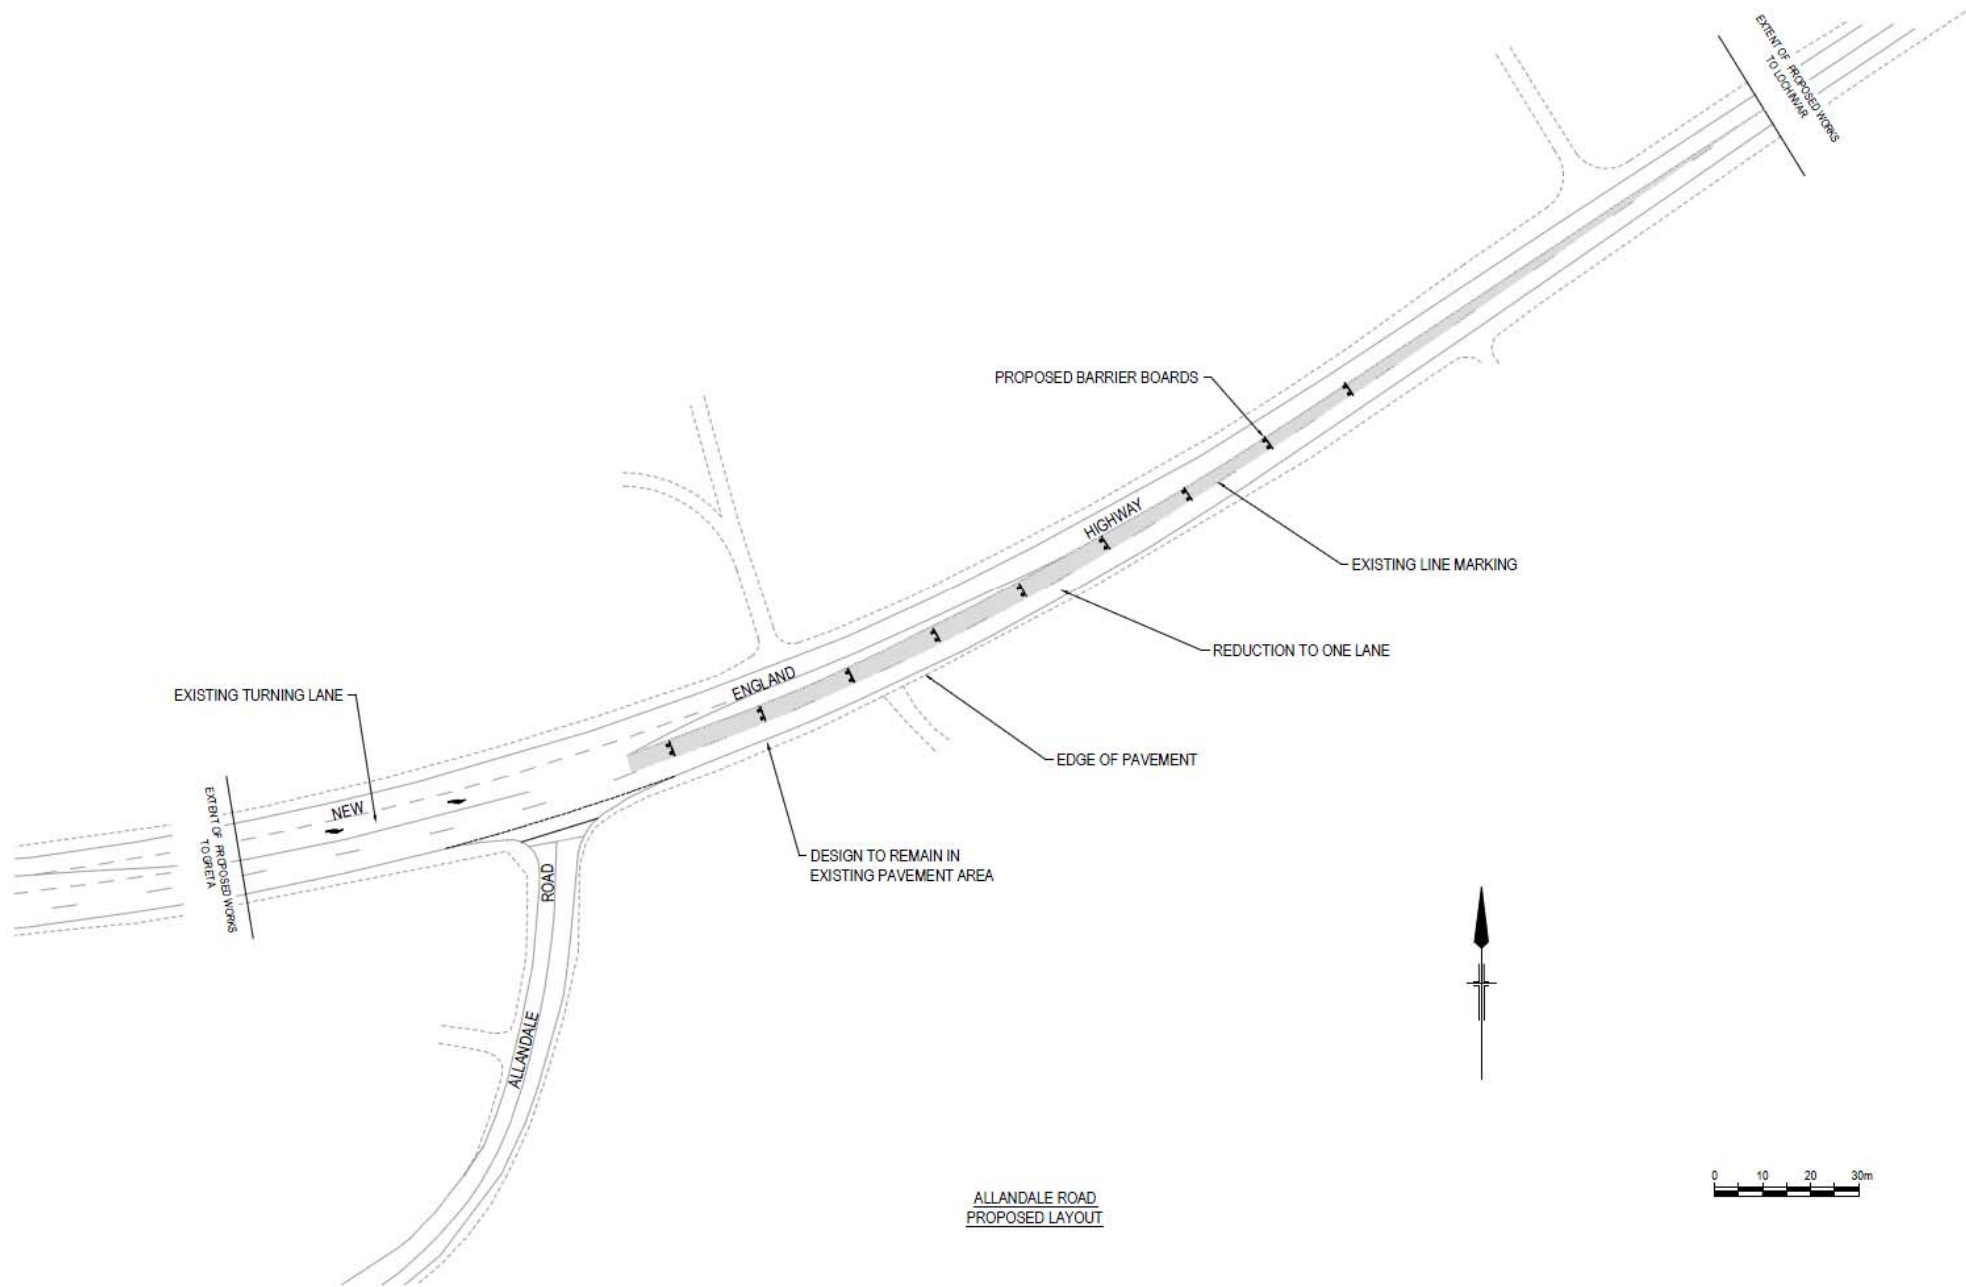 EXTENT OF PROPOSED WORKS
TO LOCHINVAR
PROPOSED BARRIER BOARDS
HIGHWAY
EXISTING LINE MARKING
REDUCTION TO ONE LANE
ENGLAND
EXISTING TURNING LANE
EDGE OF PAVEMENT
NEW
EXTENT OF PROPOSED WORKS
TO GRETA
DESIGN TO REMAIN IN
EXISTING PAVEMENT AREA
ROAD
ALLANDALE
0 10 20 30m
ALLANDALE ROAD
PROPOSED LAYOUT